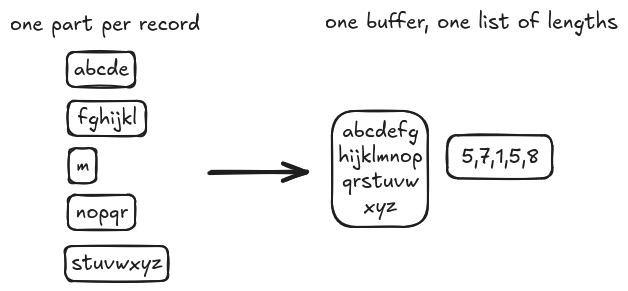 one part per record
abcde
fghijkl
m
nopqr
stuvwxyz
one buffer, one list of lengths
abcdefg
hijklmnop
qrstuvw
xyz
5,7,1,5,8